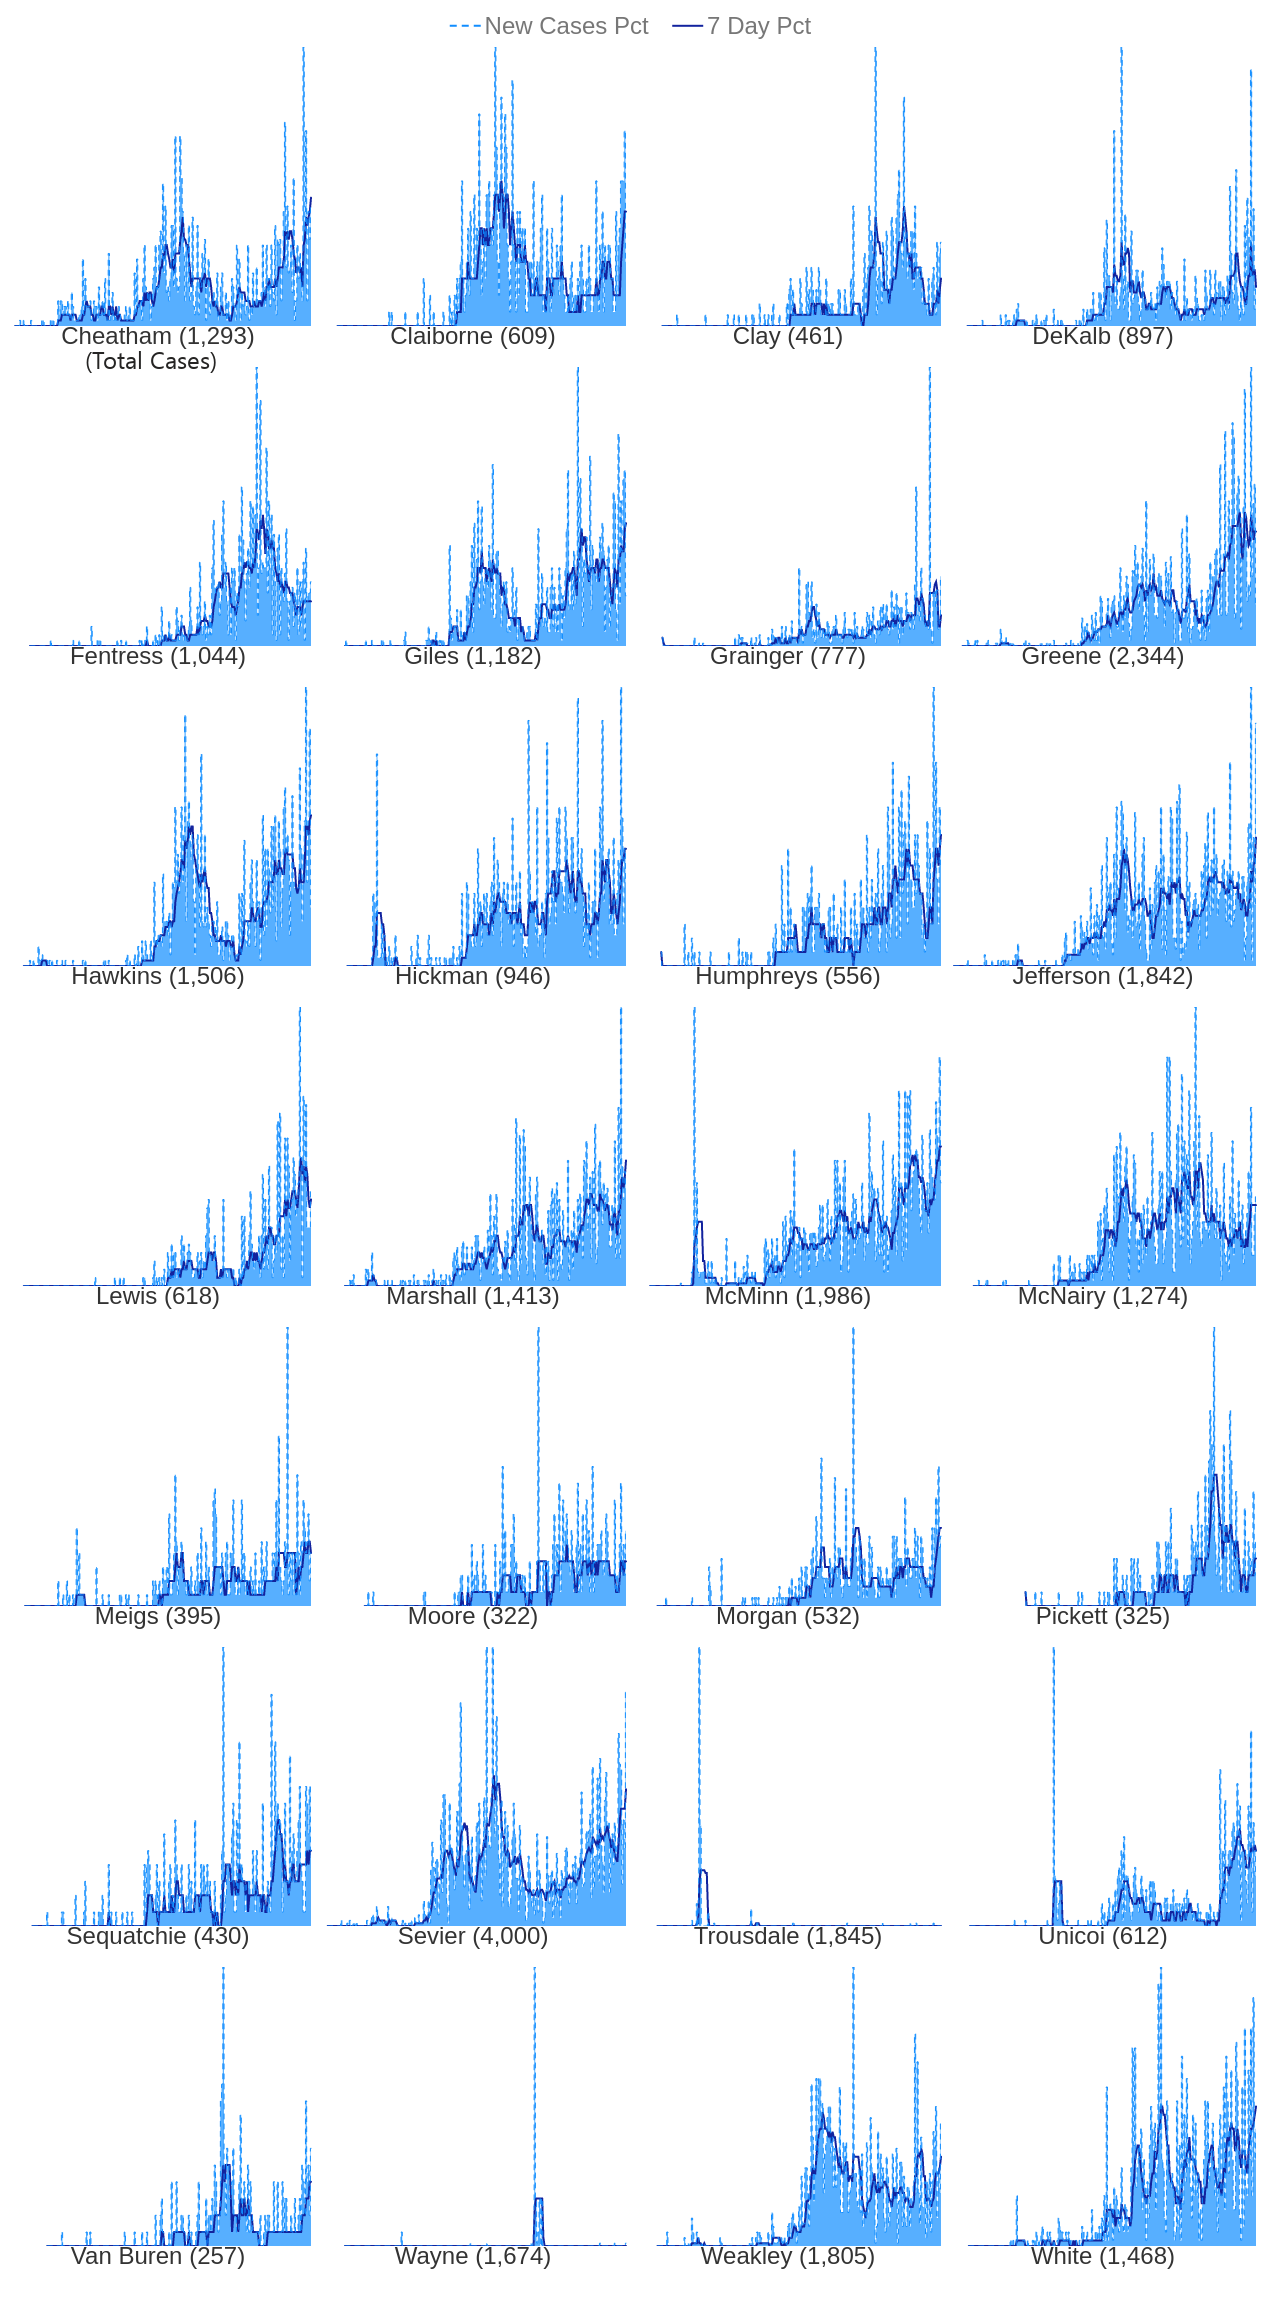 New Cases Pct 7 Day Pct
Cheatham (1,293) Claiborne (609) Clay (461) DeKalb (897)
(Total Cases)
Fentress (1,044) Giles (1,182) Grainger (777) Greene (2,344)
Hawkins (1,506) Hickman (946) Humphreys (556) Jefferson (1,842)
Lewis (618) Marshall (1,413) McMinn (1,986) McNairy (1,274)
Meigs (395) Moore (322) Morgan (532) Pickett (325)
Sequatchie (430) Sevier (4,000) Trousdale (1,845) Unicoi (612)
Van Buren (257) Wayne (1,674) Weakley (1,805) White (1,468)